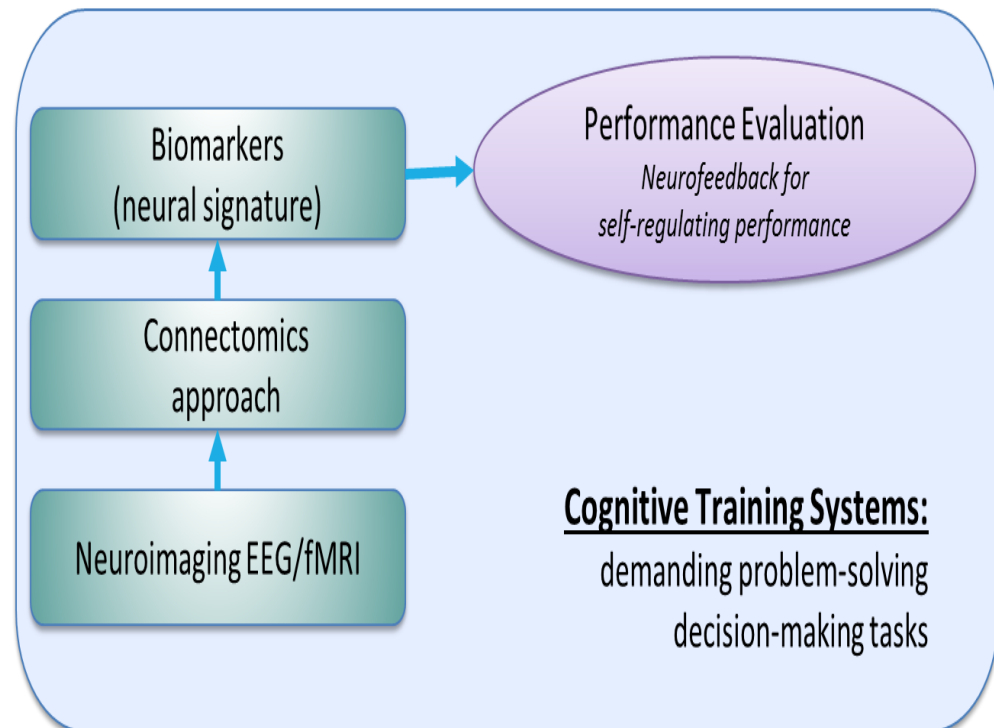 Biomarkers
(neural signature)
Performance Evaluation
Neurofeedback for
self-regulating performance
Connectomics
approach
Neuroimaging EEG/fMRI
Cognitive Training Systems:
demanding problem-solving
decision-making tasks